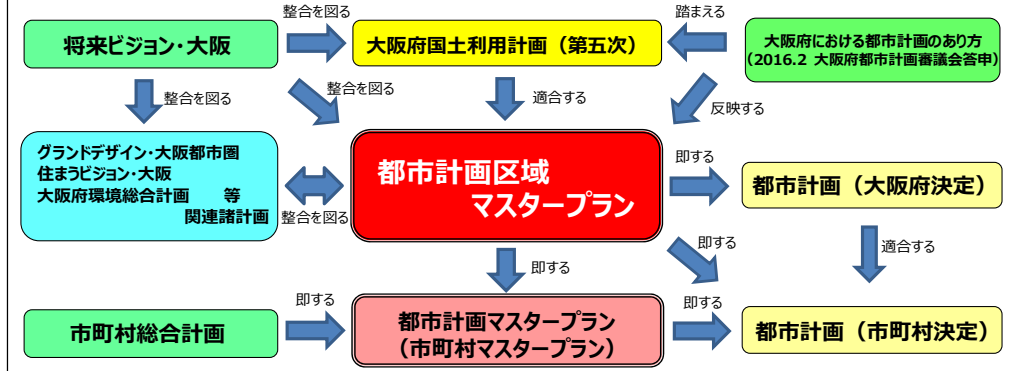 整合を図る
踏まえる
将来ビジョン・大阪
大阪府国土利用計画（第五次）
大阪府における都市計画のあり方
（2016.2 大阪府都市計画審議会答申）
整合を図る
整合を図る
適合する
反映する
グランドデザイン・大阪都市圏
住まうビジョン・大阪
大阪府環境総合計画　等
関連諸計画
整合を図る
都市計画区域
マスタープラン
即する
都市計画（大阪府決定）
即する
即する
適合する
市町村総合計画
即する
都市計画マスタープラン
（市町村マスタープラン）
即する
都市計画（市町村決定）